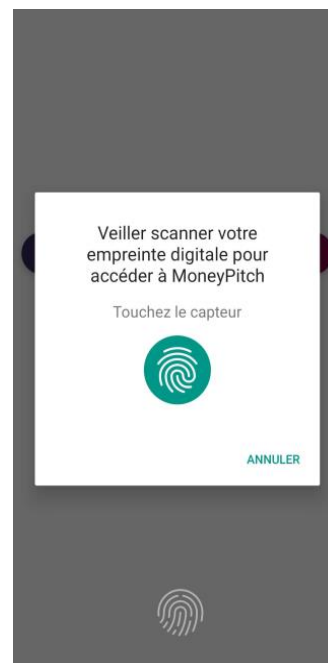 Veiller scanner votre
empreinte digitale pour
accéder à MoneyPitch
Touchez le capteur
ANNULER